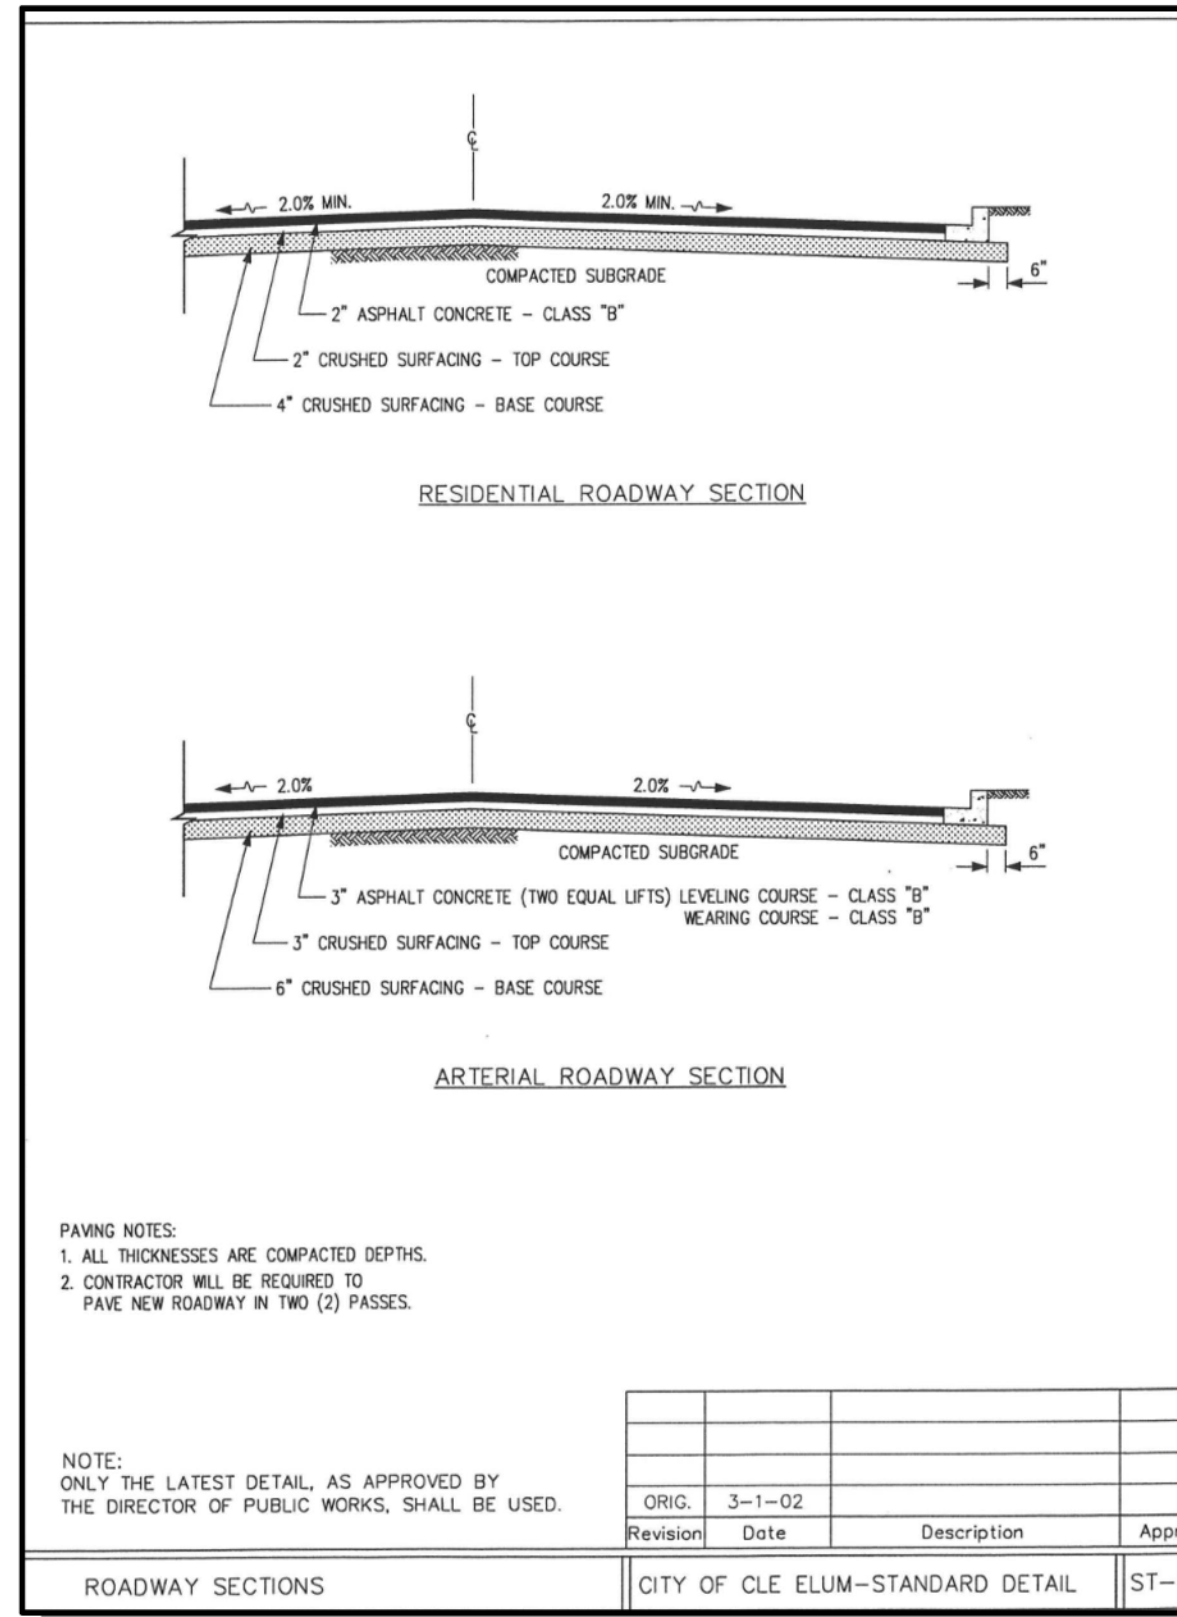 ℄
2.0% MIN.
2.0% MIN.
6"
COMPACTED SUBGRADE
2" ASPHALT CONCRETE - CLASS "B"
2" CRUSHED SURFACING - TOP COURSE
4" CRUSHED SURFACING - BASE COURSE
RESIDENTIAL ROADWAY SECTION
℄
2.0%
2.0%
6"
COMPACTED SUBGRADE
3" ASPHALT CONCRETE (TWO EQUAL LIFTS) LEVELING COURSE - CLASS "B"
WEARING COURSE - CLASS "B"
3" CRUSHED SURFACING - TOP COURSE
6" CRUSHED SURFACING - BASE COURSE
ARTERIAL ROADWAY SECTION
PAVING NOTES:
1. ALL THICKNESSES ARE COMPACTED DEPTHS.
2. CONTRACTOR WILL BE REQUIRED TO
PAVE NEW ROADWAY IN TWO (2) PASSES.
NOTE:
ONLY THE LATEST DETAIL, AS APPROVED BY
THE DIRECTOR OF PUBLIC WORKS, SHALL BE USED.
ORIG. 3-1-02
Revision Date Description
ROADWAY SECTIONS CITY OF CLE ELUM-STANDARD DETAIL ST-